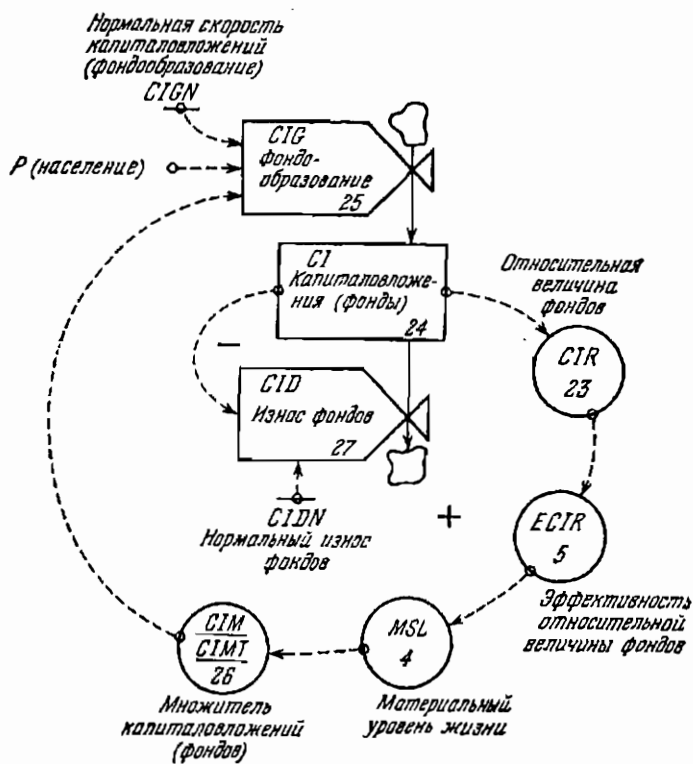 Нормальная скорость
капиталовложений
(фондообразование)
CIGN
P (население)
CIG
фондо-
образование
25
CI
Капиталовложе-
ния (фонды)
24
Относительная
величина
фондов
CIR
23
−
CID
Износ фондов
27
CIDN
Нормальный износ
фондов
+
ECIR
5
Эффективность
относительной
величины фондов
MSL
4
Материальный
уровень жизни
CIM
CIMT
26
Множитель
капиталовложений
(фондов)